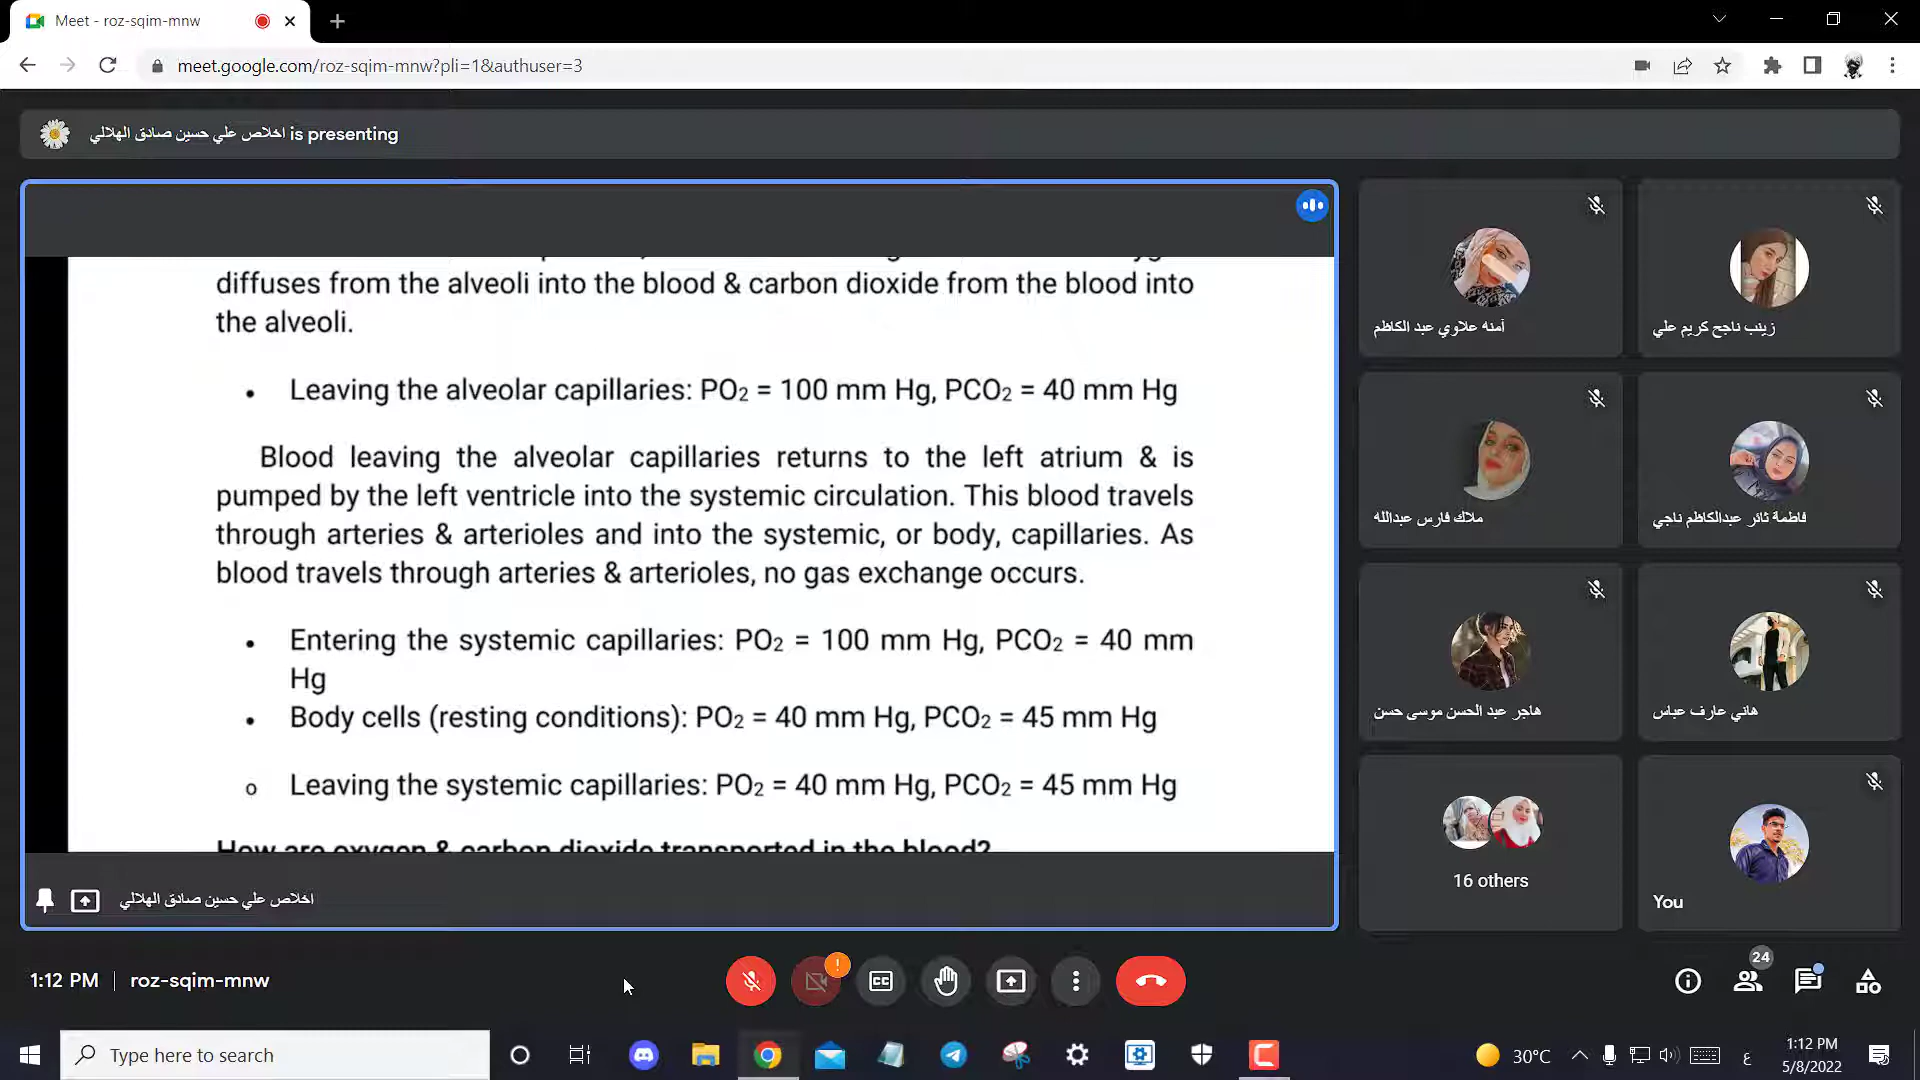 Meet - roz-sqim-mnw
meet.google.com/roz-sqim-mnw?pli=1&authuser=3
اخلاص علي حسين صادق الهلالي is presenting
diffuses from the alveoli into the blood & carbon dioxide from the blood into
the alveoli.
• Leaving the alveolar capillaries: PO2 = 100 mm Hg, PCO2 = 40 mm Hg
Blood leaving the alveolar capillaries returns to the left atrium & is
pumped by the left ventricle into the systemic circulation. This blood travels
through arteries & arterioles and into the systemic, or body, capillaries. As
blood travels through arteries & arterioles, no gas exchange occurs.
• Entering the systemic capillaries: PO2 = 100 mm Hg, PCO2 = 40 mm
Hg
• Body cells (resting conditions): PO2 = 40 mm Hg, PCO2 = 45 mm Hg
o Leaving the systemic capillaries: PO2 = 40 mm Hg, PCO2 = 45 mm Hg
How are oxygen & carbon dioxide transported in the blood?
اخلاص علي حسين صادق الهلالي
آمنه علاوي عبد الكاظم
زينب ناجح كريم علي
ملاك فارس عبدالله
فاطمة ثائر عبدالكاظم ناجي
هاجر عبد الحسن موسى حسن
هاني عارف عباس
16 others
You
1:12 PM | roz-sqim-mnw
24
Type here to search
30°C
ع
1:12 PM
5/8/2022